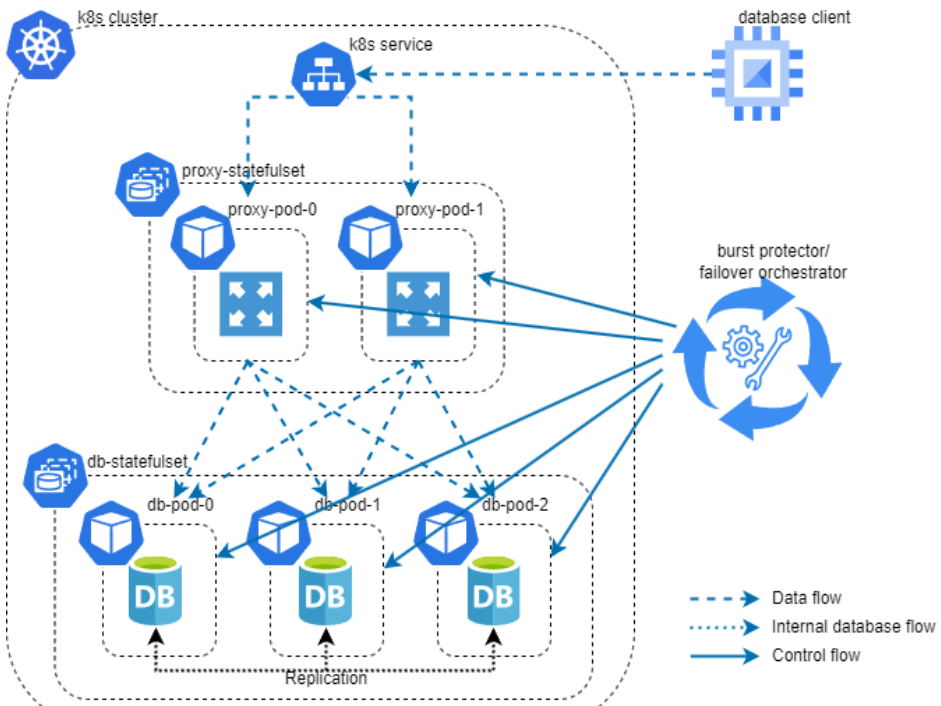 k8s cluster
database client
k8s service
proxy-statefulset
proxy-pod-0
proxy-pod-1
burst protector/
failover orchestrator
db-statefulset
db-pod-0
db-pod-1
db-pod-2
DB
DB
DB
Replication
Data flow
Internal database flow
Control flow